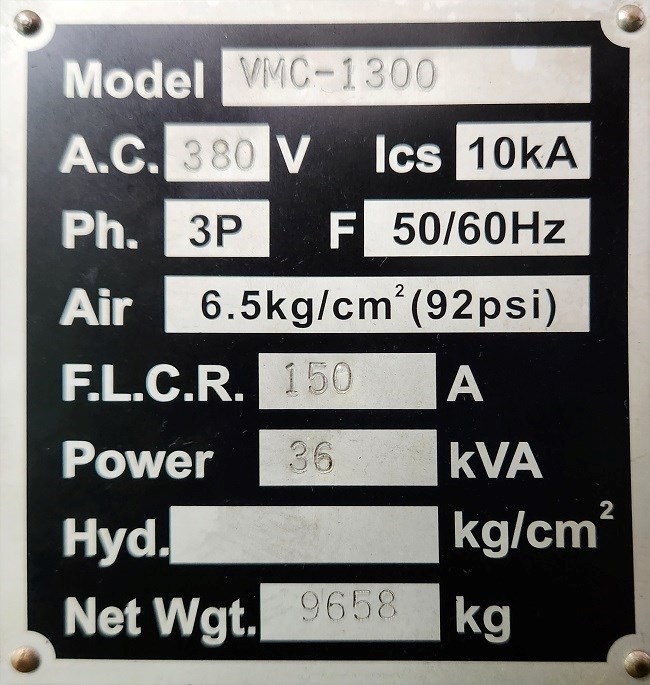 Model VMC-1300
A.C. 380 V Ics 10kA
Ph. 3P F 50/60Hz
Air 6.5kg/cm²(92psi)
F.L.C.R. 150 A
Power 36 kVA
Hyd. kg/cm²
Net Wgt. 9658 kg